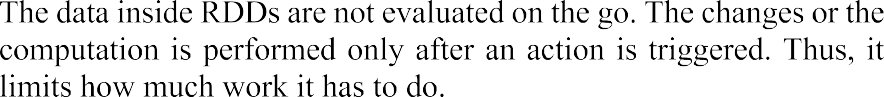 The data inside RDDs are not evaluated on the go. The changes or the
computation is performed only after an action is triggered. Thus, it
limits how much work it has to do.